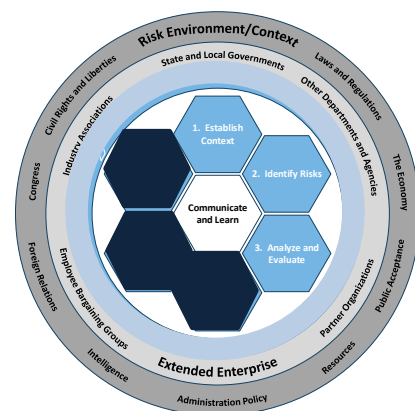 Risk Environment/Context
Laws and Regulations
The Economy
Public Acceptance
Resources
Administration Policy
Intelligence
Foreign Relations
Congress
Civil Rights and Liberties
State and Local Governments
Other Departments and Agencies
Partner Organizations
Extended Enterprise
Employee Bargaining Groups
Industry Associations
1. Establish
Context
2. Identify Risks
3. Analyze and
Evaluate
Communicate
and Learn